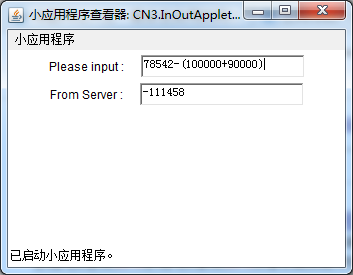 小应用程序查看器: CN3.InOutApplet...
小应用程序
Please input : 78542-(100000+90000)
From Server : -111458
已启动小应用程序。